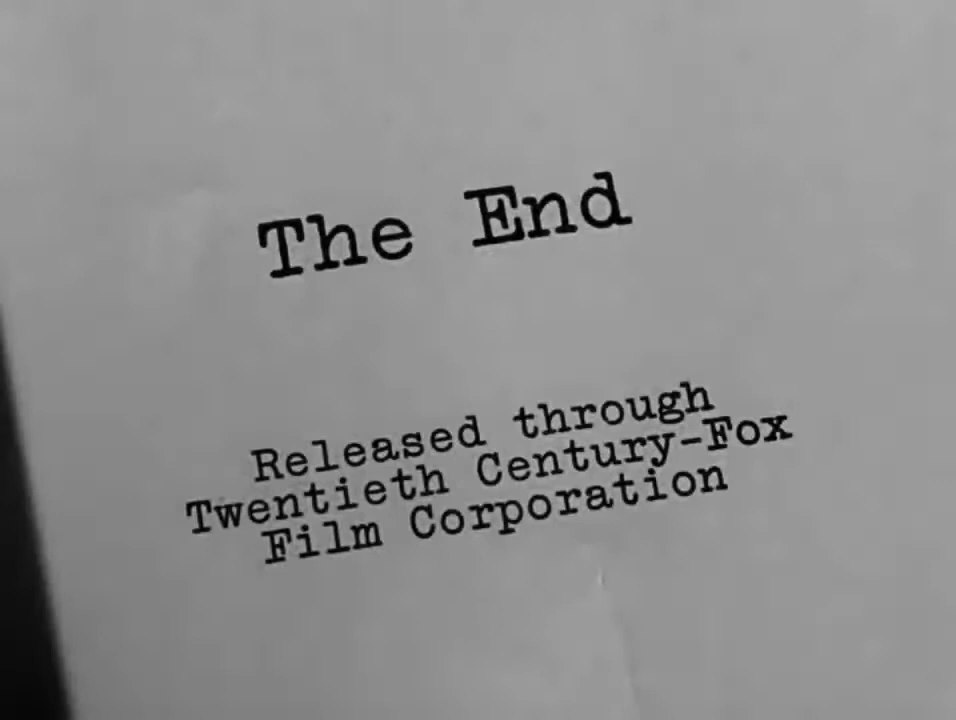 The End
Released through
Twentieth Century-Fox
Film Corporation